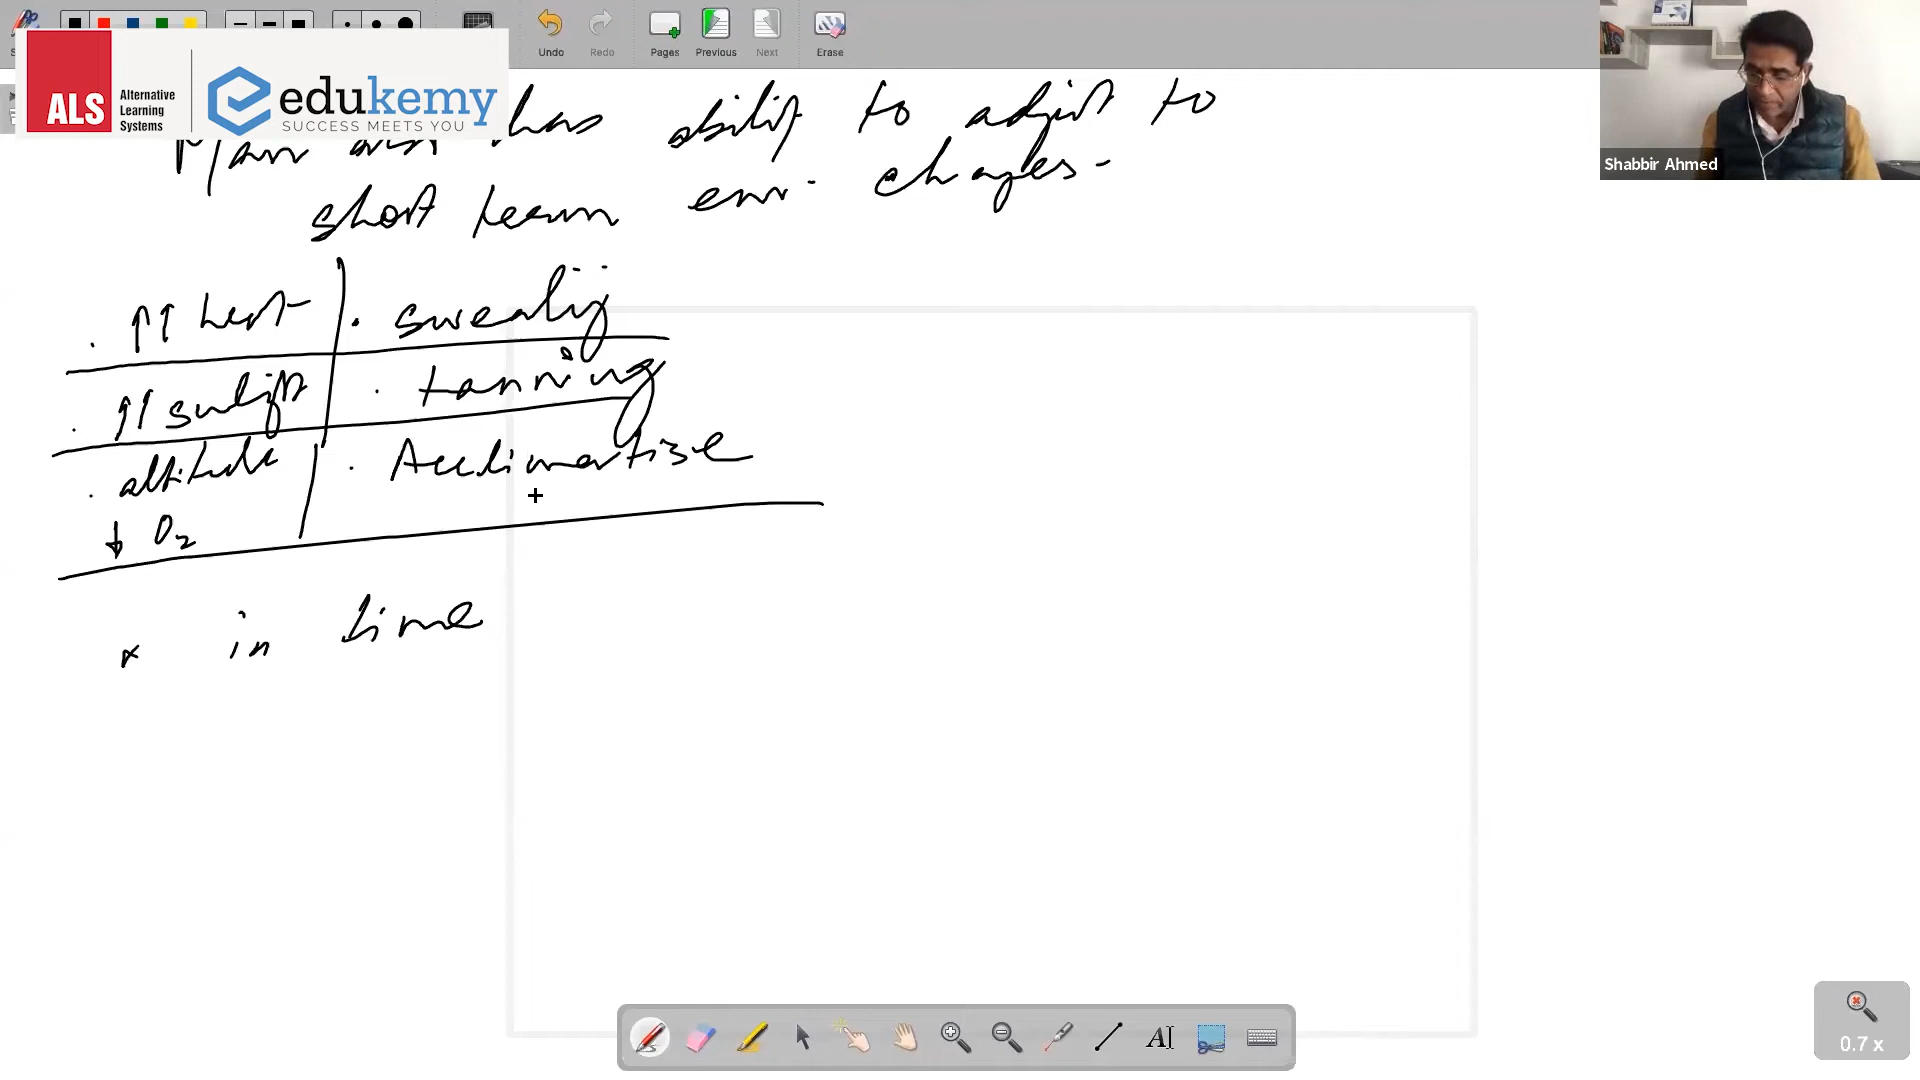 Undo Redo Pages Previous Next Erase
ALS Alternative Learning Systems
edukemy
SUCCESS MEETS YOU
Shabbir Ahmed
Man has ability to adjust to
short term env. changes.
. ↑↑ heat . sweating
. ↑↑ sunlight . tanning
. altitude . Acclimatise
↓ O2
x in time
0.7 x